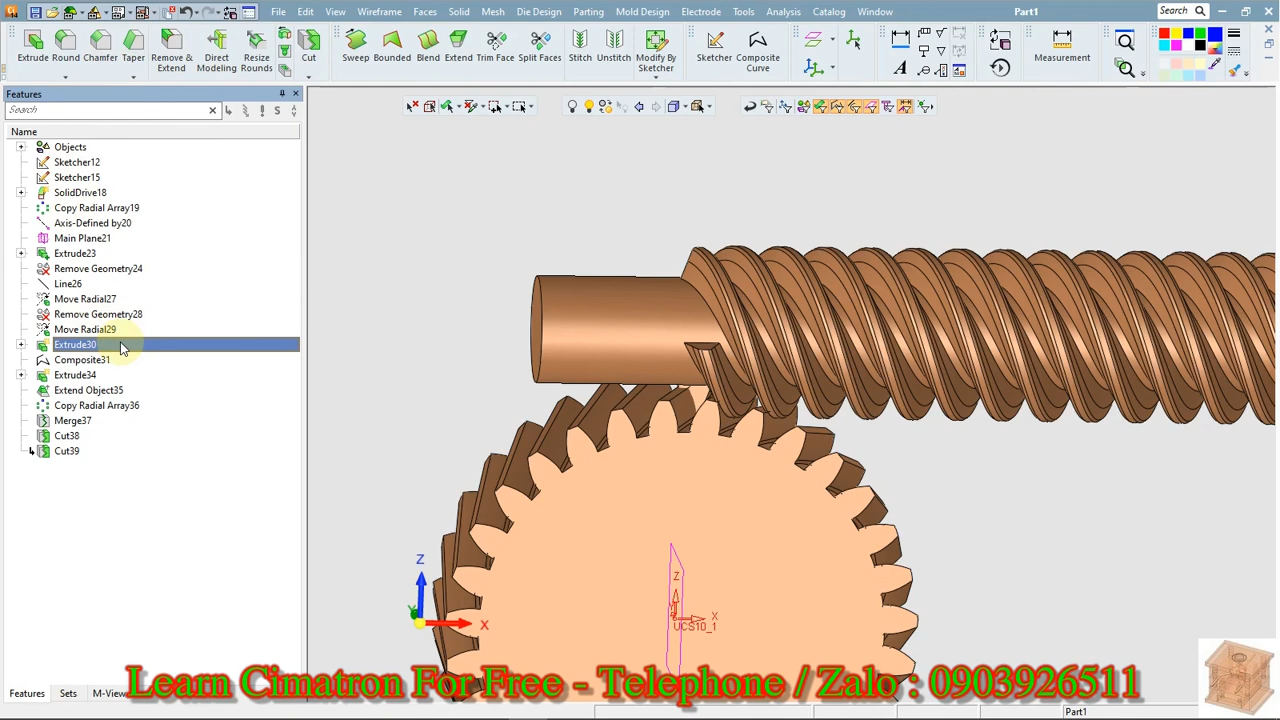 File Edit View Wireframe Faces Solid Active Die Design Parting Mold Design Electrode Tools Analysis Catalog Window Part1 Search
Extrude Round Chamfer Taper Remove & Extend Direct Modeling Resize Rounds Cut Sweep Bounded Blend Extend Trim Faces Split Faces Stitch Unstitch Modify By Sketcher Sketcher Composite Curve Measurement
Features
Search
Name
Objects
Sketcher12
Sketcher15
SolidDrive18
Copy Radial Array19
Axis-Defined by20
Main Plane21
Extrude23
Remove Geometry24
Line26
Move Radial27
Remove Geometry28
Move Radial29
Extrude30
Composite31
Extrude34
Extend Object35
Copy Radial Array36
Merge37
Cut38
Cut39
Z
X
Y
Z
X
UCS10_1
Features Sets M-View
Learn Cimatron For Free - Telephone / Zalo : 0903926511
Part1